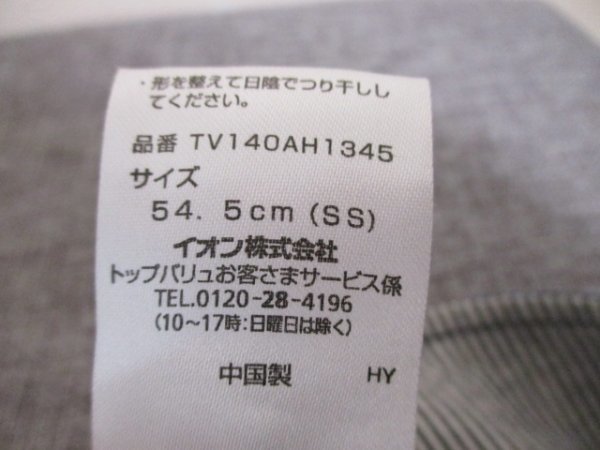 ・形を整えて日陰でつり干しし
てください。
品番 TV140AH1345
サイズ
54. 5cm (SS)
イオン株式会社
トップバリュお客さまサービス係
TEL.0120-28-4196
(10～17時:日曜日は除く)
中国製 HY